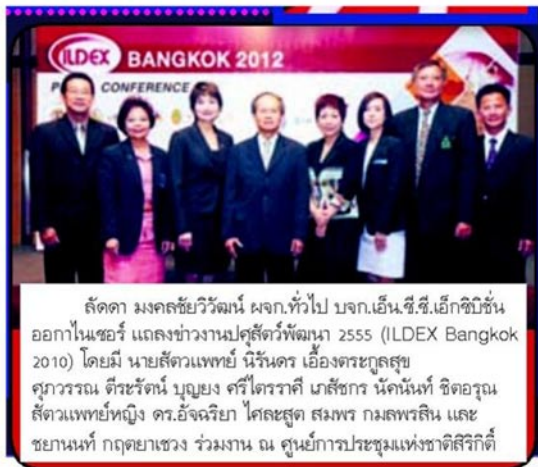 ILDEX BANGKOK 2012
CONFERENCE
ลัดดา มงคลชัยวิวัฒน์ ผจก.ทั่วไป บจก.เอ็น.ซี.ซี.เอ็กซิบิชั่น
ออกาไนเซอร์ แถลงข่าวงานปศุสัตว์พัฒนา 2555 (ILDEX Bangkok
2010) โดยมี นายสัตวแพทย์ นิรันดร เอื้องตระกูลสุข
ศุภวรรณ ตีระรัตน์ บุญยง ศรีไตรราศี เภสัชกร นัคนันท์ ชิตอรุณ
สัตวแพทย์หญิง ดร.อัจฉริยา ไศละสูต สมพร กมลพรสิน และ
ชยานนท์ กฤตยาเชวง ร่วมงาน ณ ศูนย์การประชุมแห่งชาติสิริกิติ์